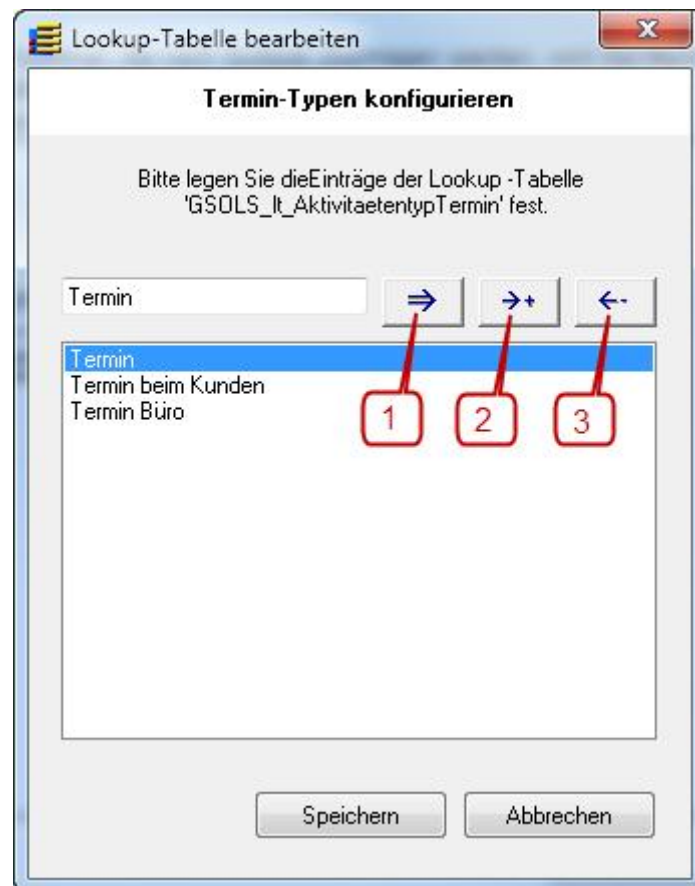 Lookup-Tabelle bearbeiten
Termin-Typen konfigurieren
Bitte legen Sie dieEinträge der Lookup -Tabelle
'GSOLS_lt_AktivitaetentypTermin' fest.
Termin
Termin
Termin beim Kunden
Termin Büro
1
2
3
Speichern
Abbrechen